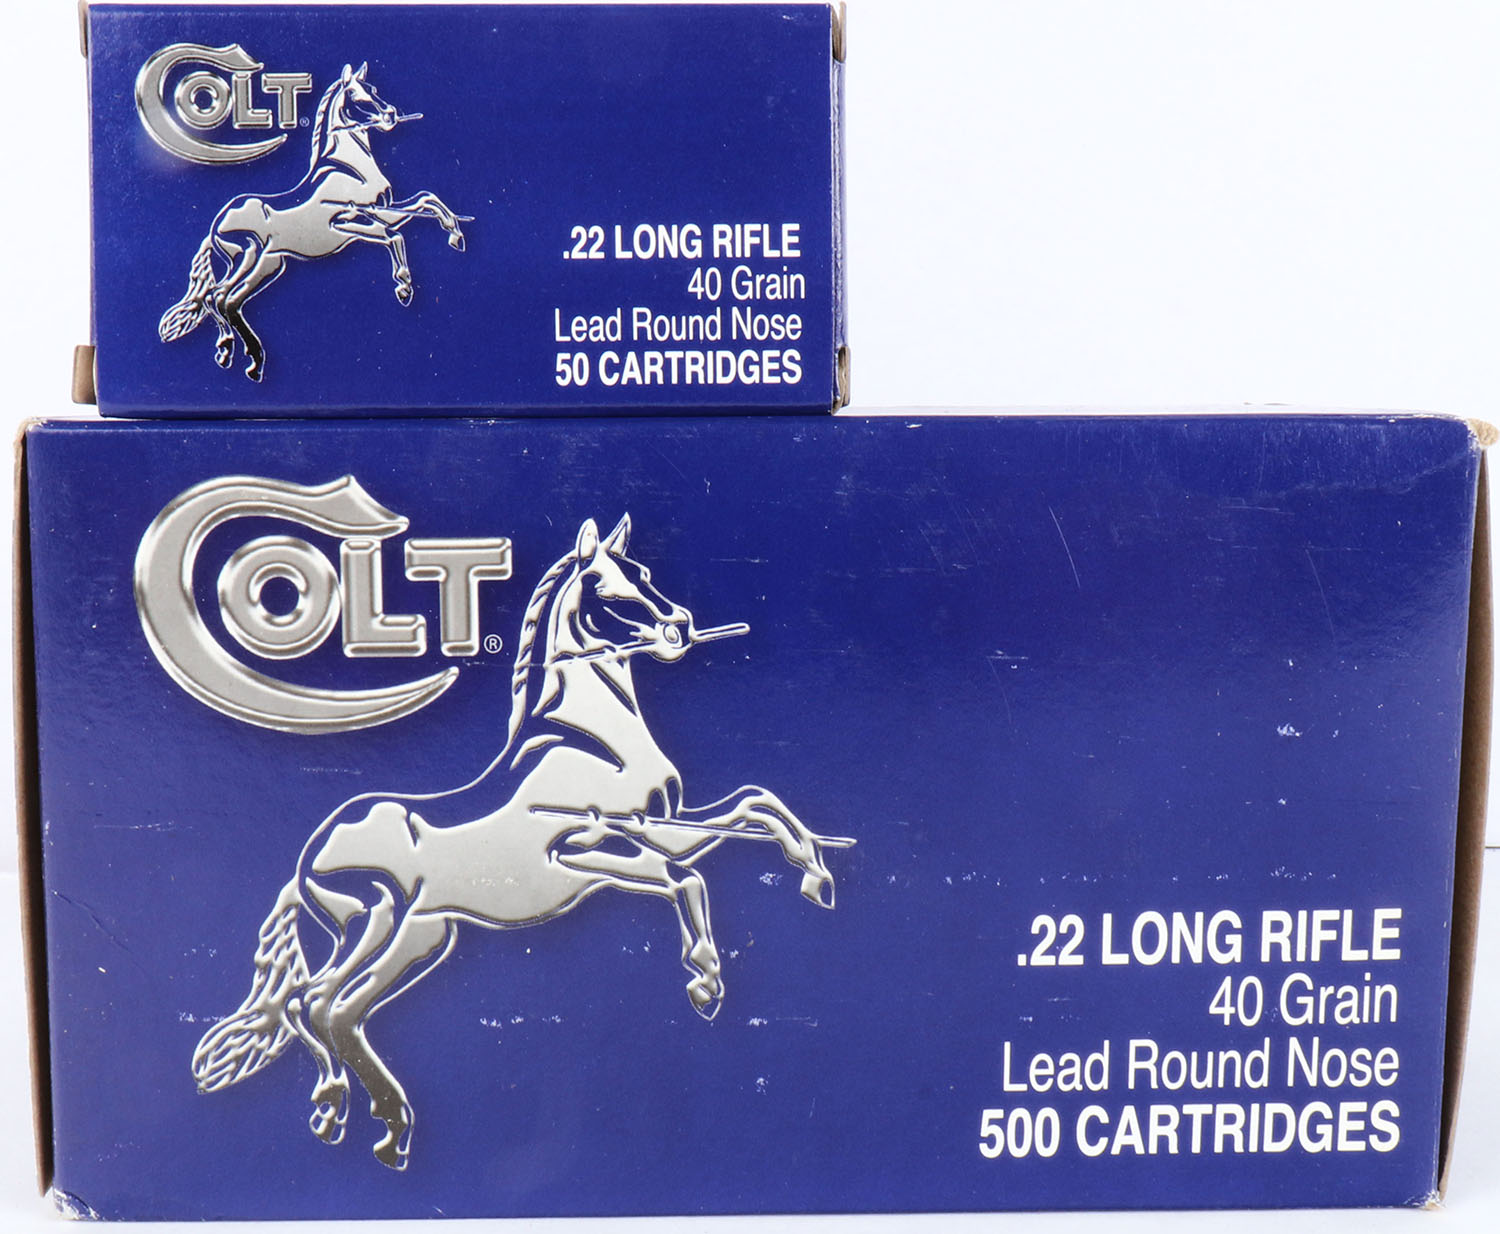 COLT®
.22 LONG RIFLE
40 Grain
Lead Round Nose
50 CARTRIDGES
COLT®
.22 LONG RIFLE
40 Grain
Lead Round Nose
500 CARTRIDGES